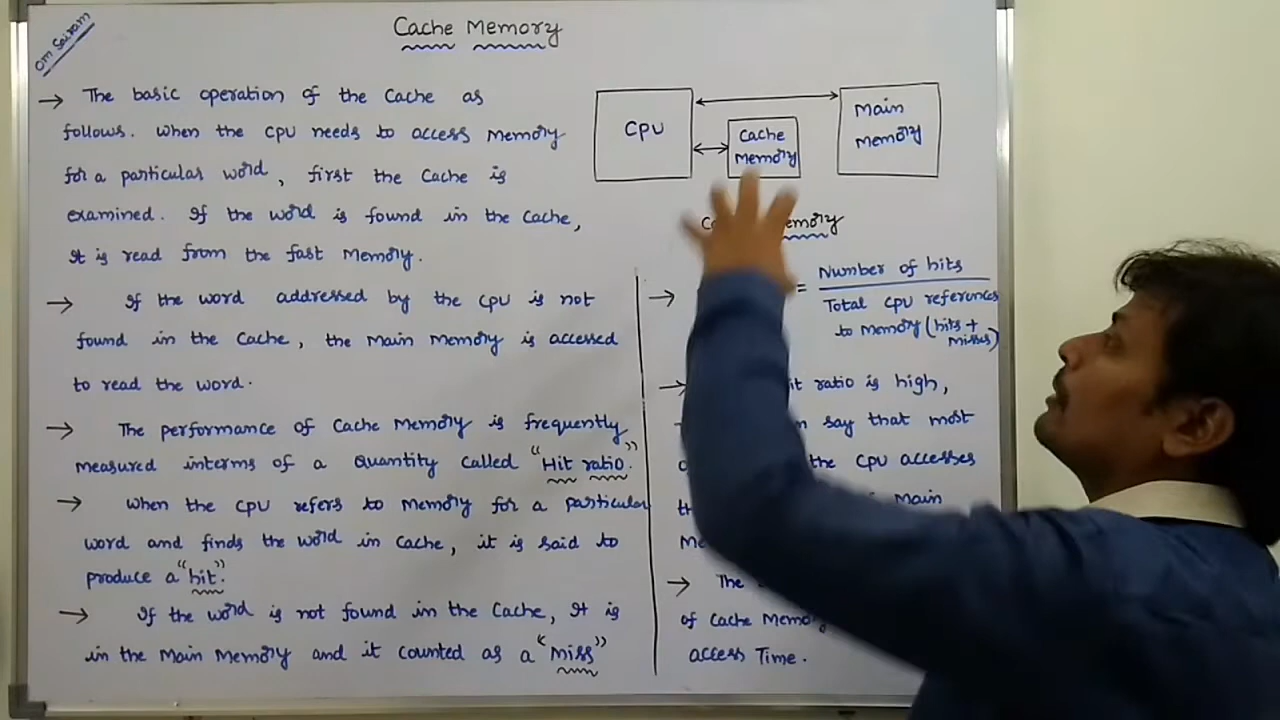 Om Sairam
Cache Memory
→ The basic operation of the Cache as
follows. When the CPU needs to access Memory
for a particular word, first the Cache is
examined. If the word is found in the Cache,
It is read from the fast Memory.
→ If the word addressed by the CPU is not
found in the Cache, the Main Memory is accessed
to read the word.
→ The performance of Cache Memory is frequently
measured interms of a Quantity called "Hit ratio".
→ When the CPU refers to Memory for a particular
word and finds the word in Cache, it is said to
produce a "hit".
→ If the word is not found in the Cache, It is
in the Main Memory and it counted as a "miss"
CPU
Cache
Memory
Main
Memory
→ = Number of hits
Total CPU references
to memory (hits +
misses)
→ ratio is high,
say that most
the CPU accesses
Main
→ The
of Cache Memory
access Time.